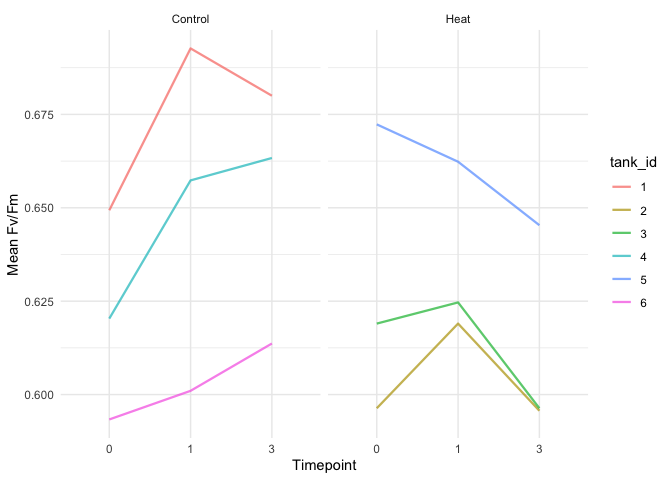 Control
Heat
0.675
0.650
0.625
0.600
Mean Fv/Fm
0 1 3
0 1 3
Timepoint
tank_id
1
2
3
4
5
6